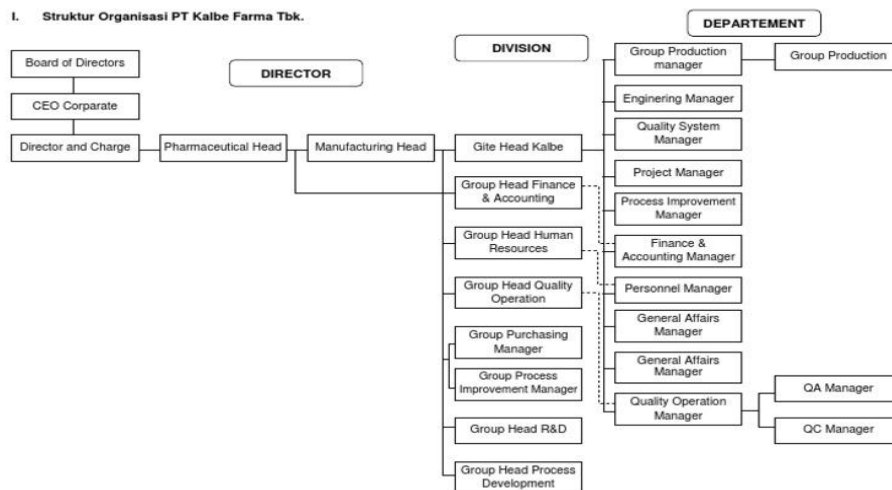 I. Struktur Organisasi PT Kalbe Farma Tbk.
DEPARTEMENT
DIVISION
DIRECTOR
Board of Directors
CEO Corparate
Director and Charge
Pharmaceutical Head
Manufacturing Head
Gite Head Kalbe
Group Head Finance
& Accounting
Group Head Human
Resources
Group Head Quality
Operation
Group Purchasing
Manager
Group Process
Improvement Manager
Group Head R&D
Group Head Process
Development
Group Production
manager
Group Production
Enginering Manager
Quality System
Manager
Project Manager
Process Improvement
Manager
Finance &
Accounting Manager
Personnel Manager
General Affairs
Manager
General Affairs
Manager
Quality Operation
Manager
QA Manager
QC Manager